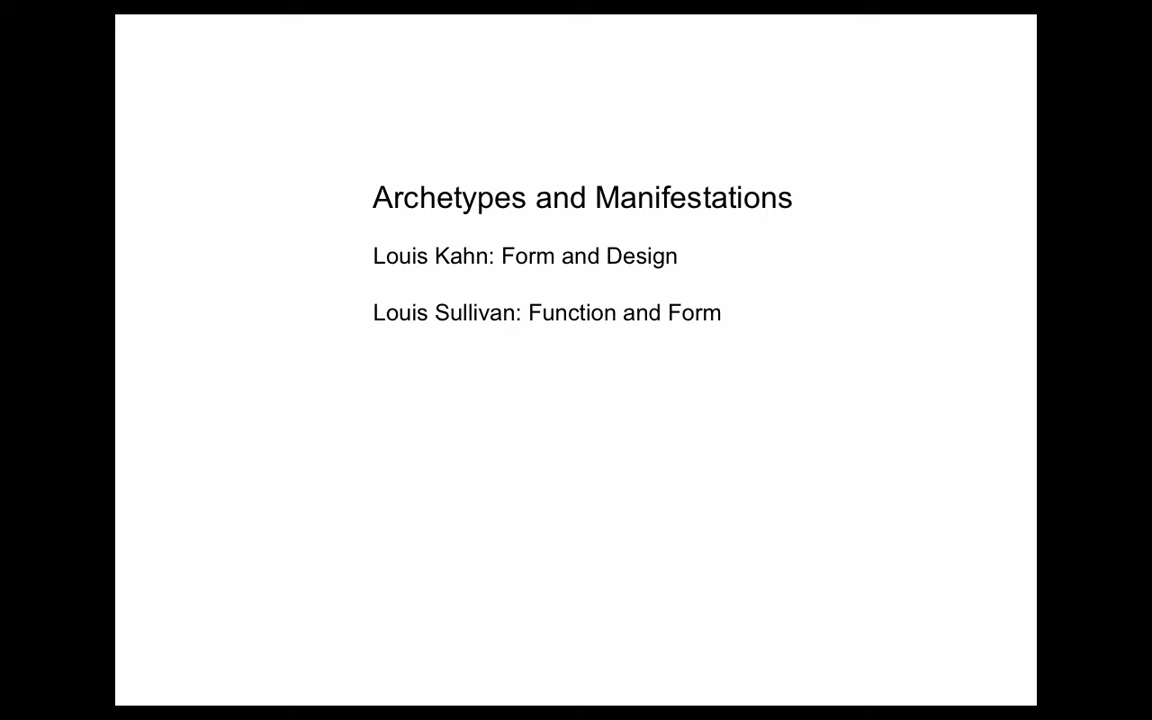 Archetypes and Manifestations
Louis Kahn: Form and Design
Louis Sullivan: Function and Form